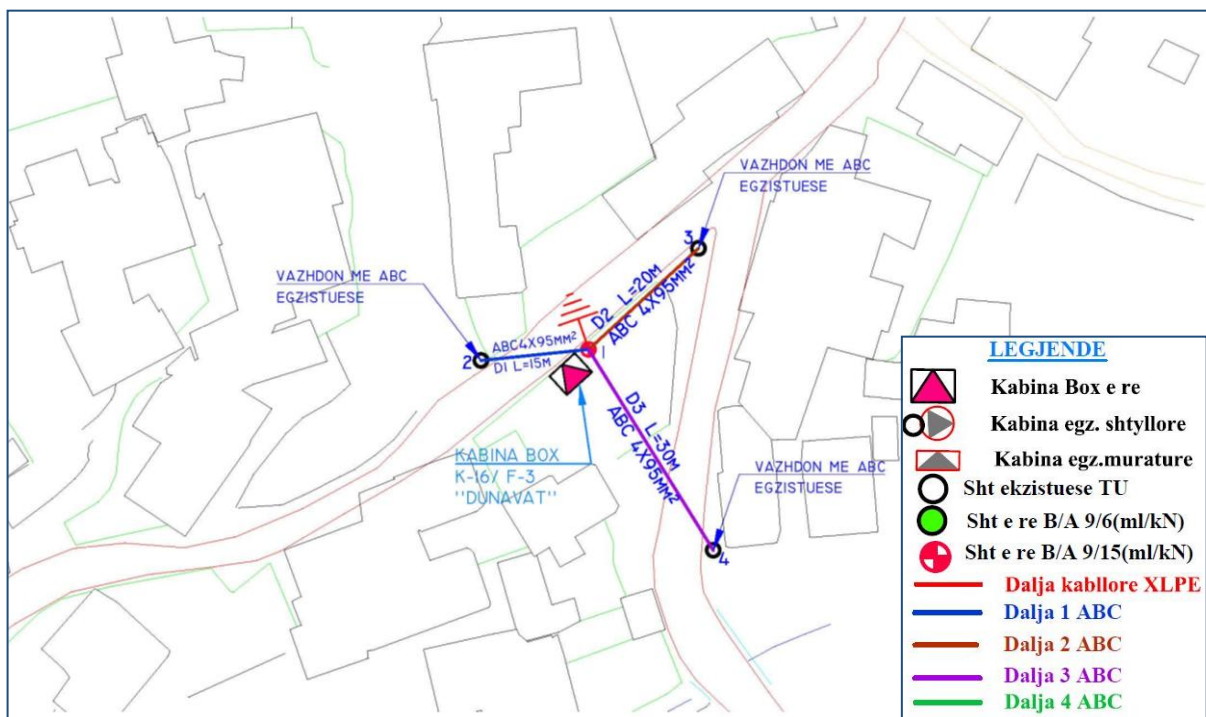 VAZHDON ME ABC
EGZISTUESE
3
VAZHDON ME ABC
EGZISTUESE
D2 L=20M
ABC 4X95MM²
ABC4X95MM²
1
2
D1 L=15M
D3 L=30M
ABC 4X95MM²
KABINA BOX
K-16/ F-3
"DUNAVAT"
VAZHDON ME ABC
EGZISTUESE
4
LEGJENDE
Kabina Box e re
Kabina egz. shtyllore
Kabina egz.murature
Sht ekzistuese TU
Sht e re B/A 9/6(ml/kN)
Sht e re B/A 9/15(ml/kN)
Dalja kabllore XLPE
Dalja 1 ABC
Dalja 2 ABC
Dalja 3 ABC
Dalja 4 ABC